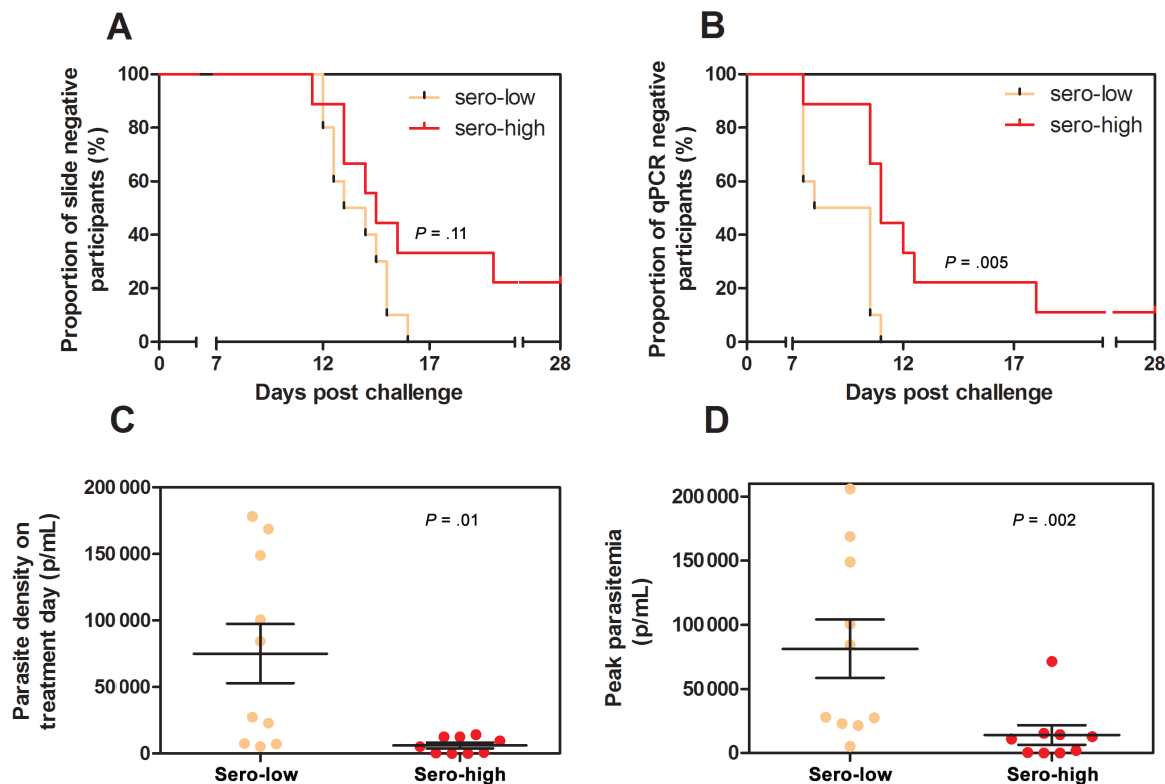 A
100
80
60
40
20
0
Proportion of slide negative
participants (%)
sero-low
sero-high
P = .11
0
7
12
17
28
Days post challenge
B
100
80
60
40
20
0
Proportion of qPCR negative
participants (%)
sero-low
sero-high
P = .005
0
7
12
17
28
Days post challenge
C
200 000
150 000
100 000
50 000
0
Parasite density on
treatment day (p/mL)
P = .01
Sero-low
Sero-high
D
200 000
150 000
100 000
50 000
0
Peak parasitemia
(p/mL)
P = .002
Sero-low
Sero-high